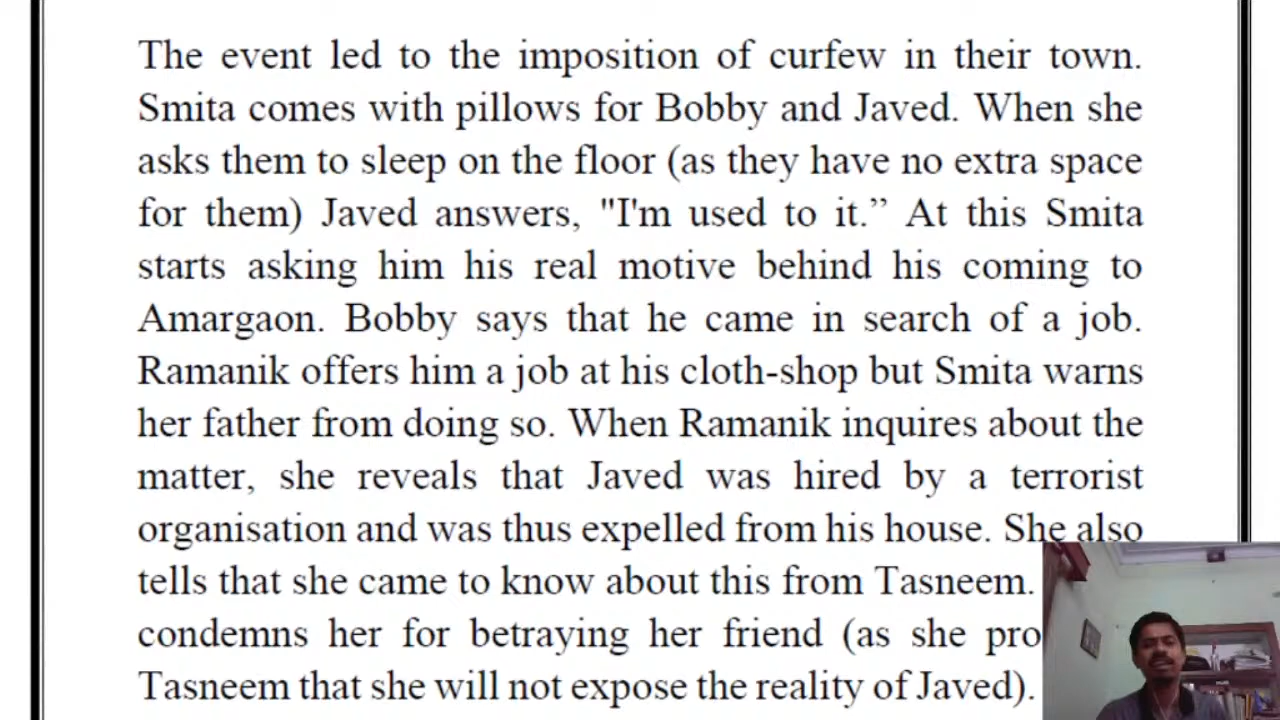 The event led to the imposition of curfew in their town.
Smita comes with pillows for Bobby and Javed. When she
asks them to sleep on the floor (as they have no extra space
for them) Javed answers, "I'm used to it.” At this Smita
starts asking him his real motive behind his coming to
Amargaon. Bobby says that he came in search of a job.
Ramanik offers him a job at his cloth-shop but Smita warns
her father from doing so. When Ramanik inquires about the
matter, she reveals that Javed was hired by a terrorist
organisation and was thus expelled from his house. She also
tells that she came to know about this from Tasneem.
condemns her for betraying her friend (as she
Tasneem that she will not expose the reality of Javed).